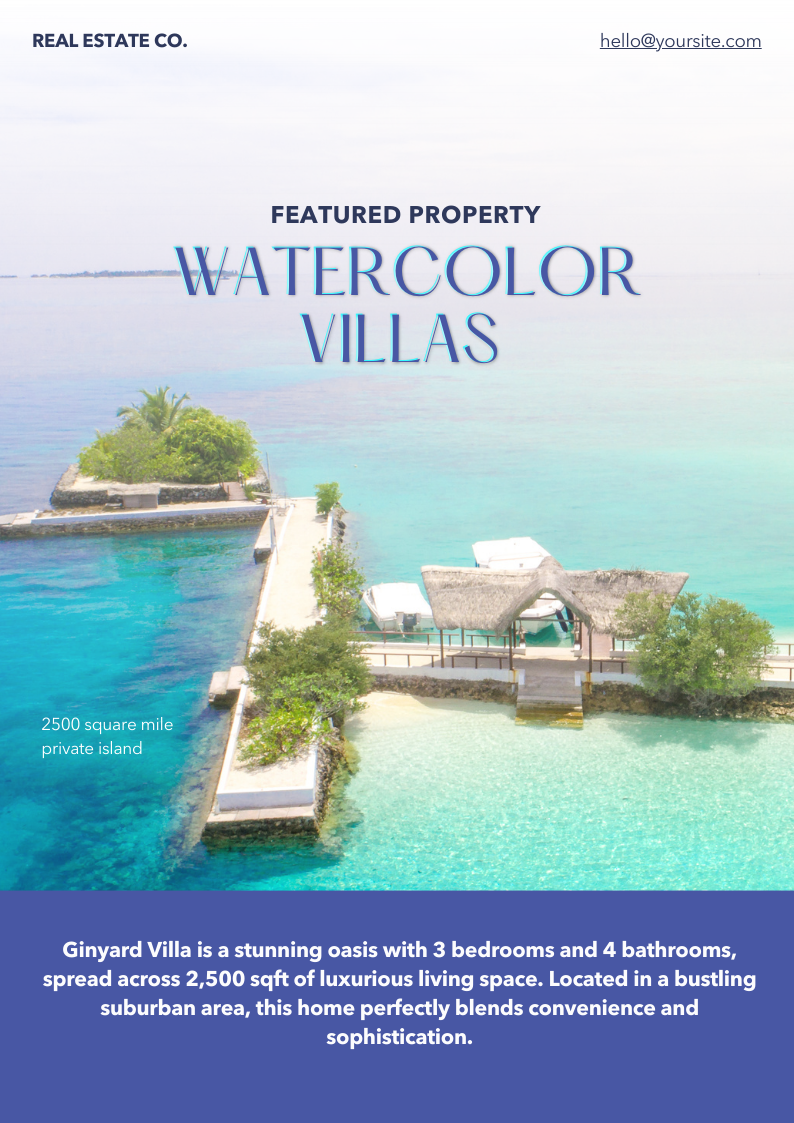 REAL ESTATE CO.
hello@yoursite.com
FEATURED PROPERTY
WATERCOLOR
VILLAS
2500 square mile
private island
Ginyard Villa is a stunning oasis with 3 bedrooms and 4 bathrooms,
spread across 2,500 sqft of luxurious living space. Located in a bustling
suburban area, this home perfectly blends convenience and
sophistication.